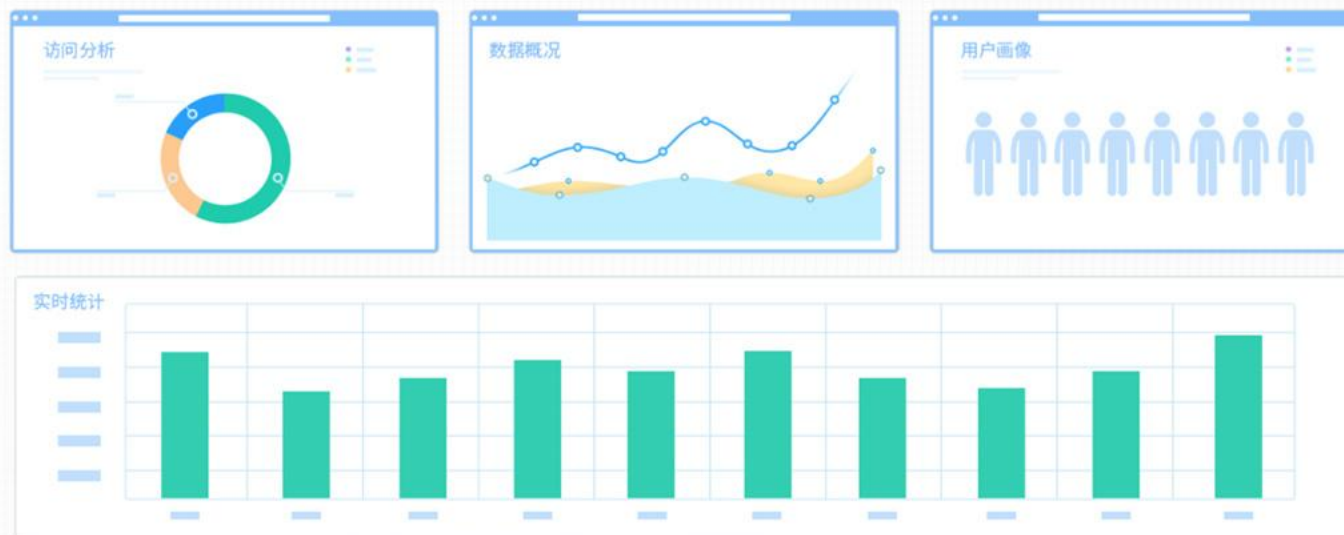 访问分析
数据概况
用户画像
实时统计